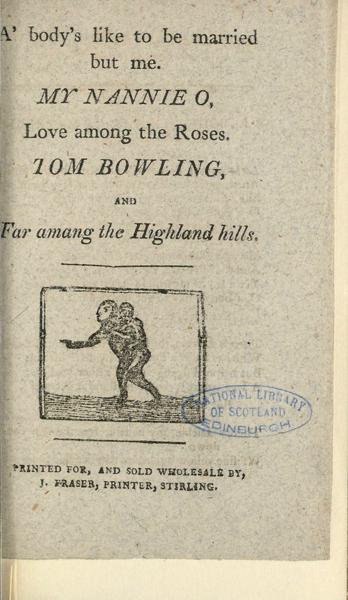 A' body's like to be married
but me.
MY NANNIE O,
Love among the Roses.
TOM BOWLING,
AND
Far amang the Highland hills.
NATIONAL LIBRARY
OF SCOTLAND
EDINBURGH
PRINTED FOR, AND SOLD WHOLESALE BY,
J. FRASER, PRINTER, STIRLING.